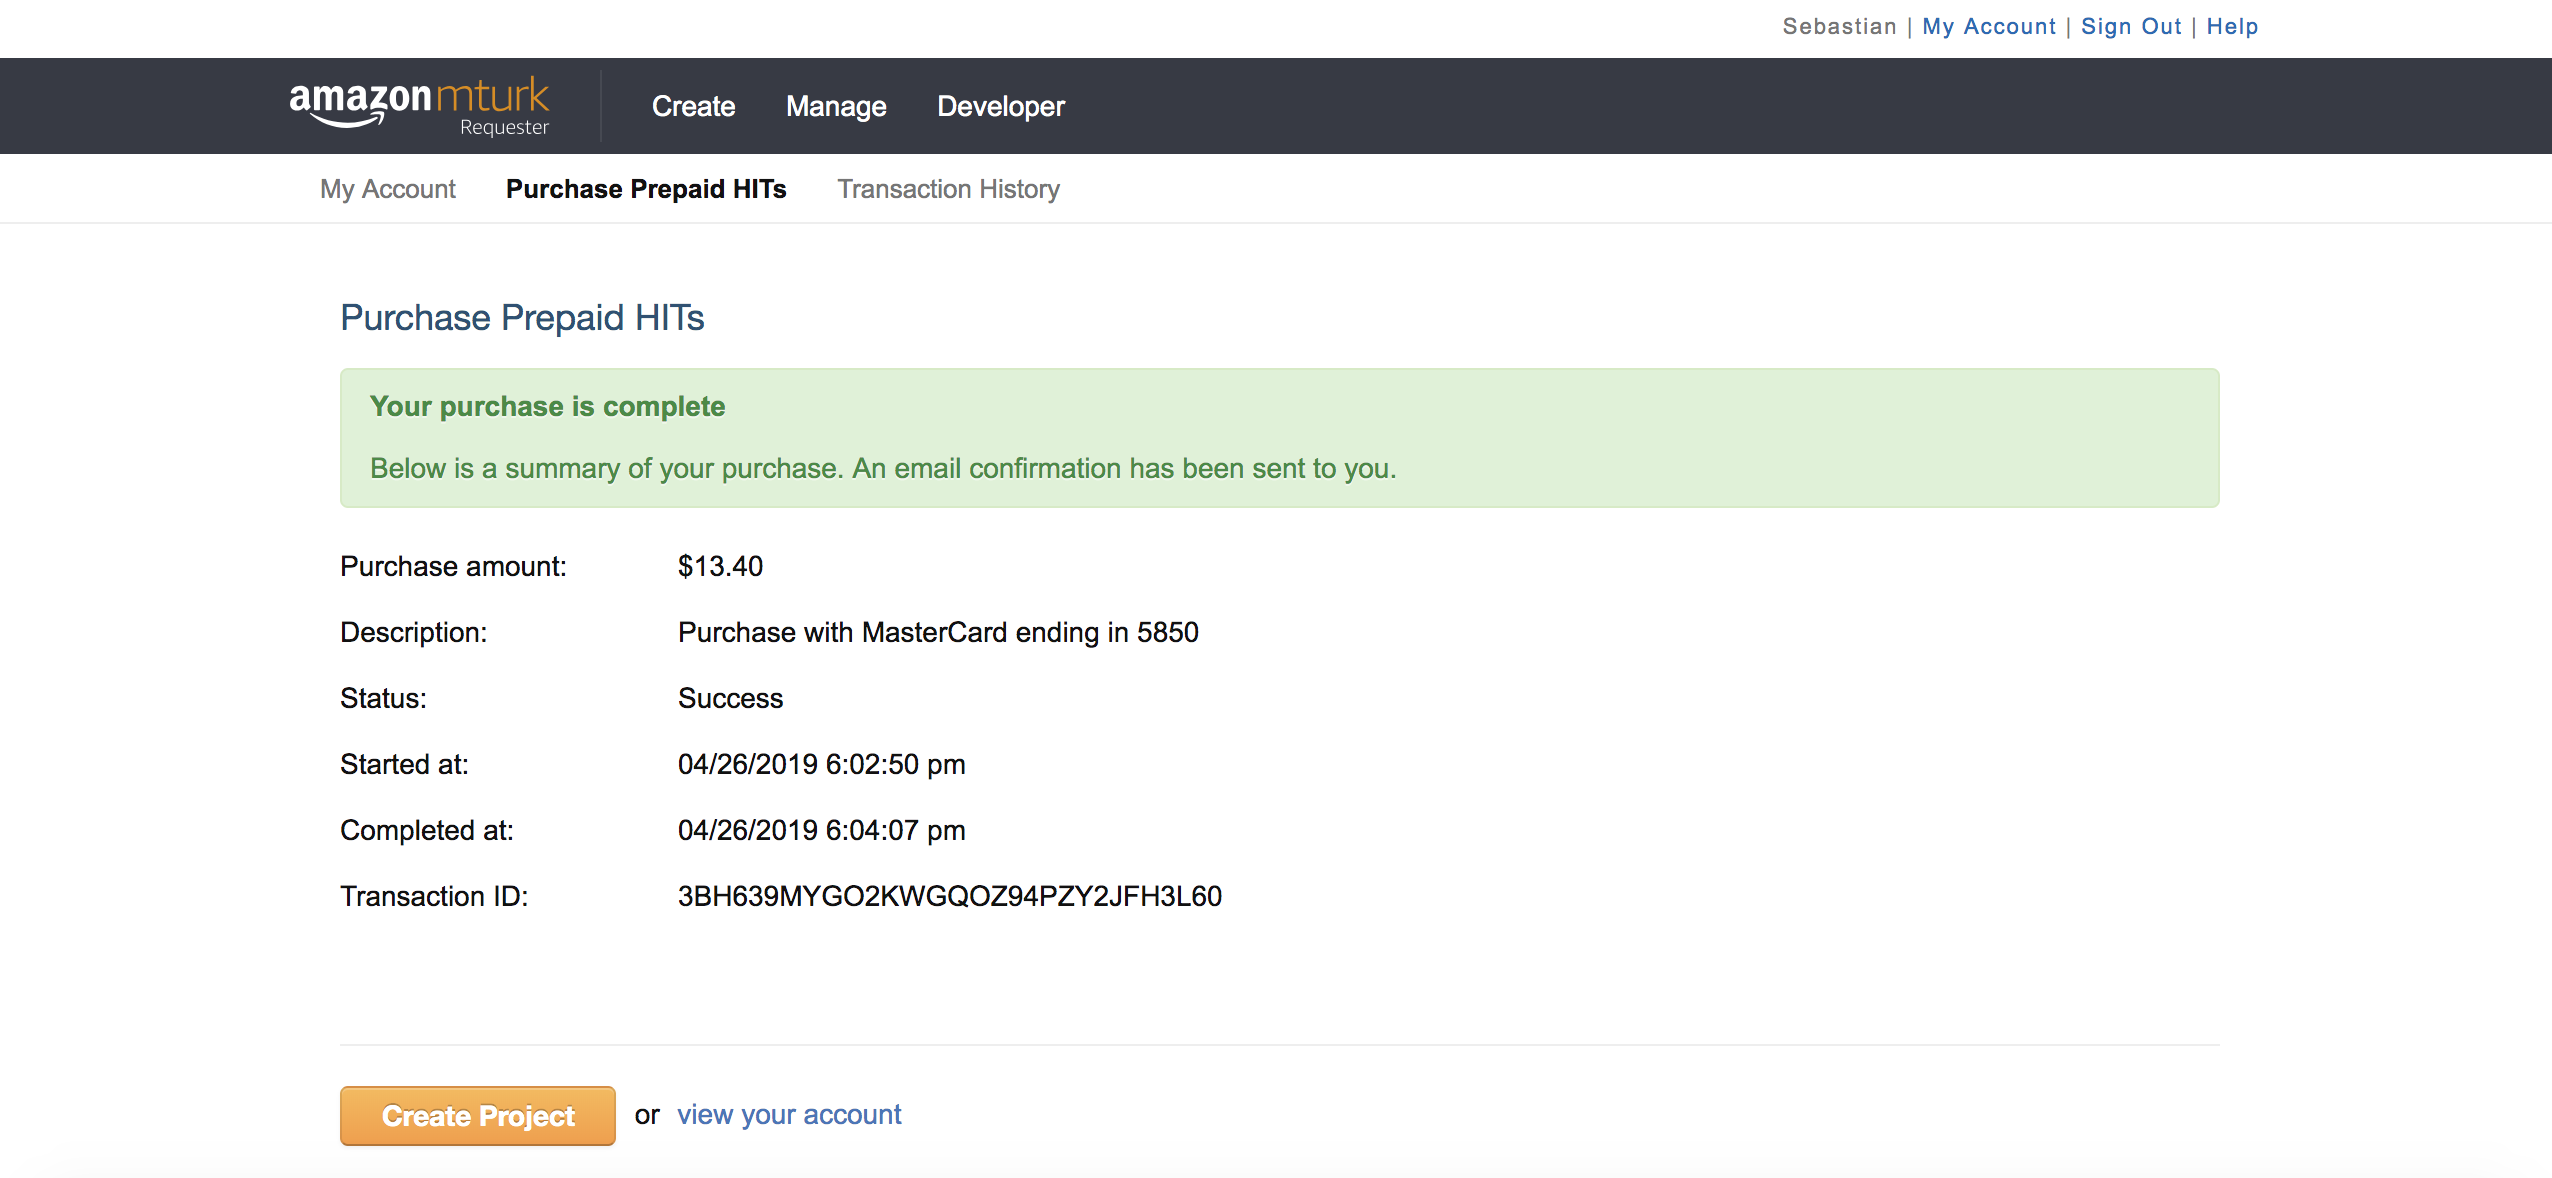 Sebastian | My Account | Sign Out | Help
amazon mturk
Requester
Create Manage Developer
My Account Purchase Prepaid HITs Transaction History
Purchase Prepaid HITs
Your purchase is complete
Below is a summary of your purchase. An email confirmation has been sent to you.
Purchase amount: $13.40
Description: Purchase with MasterCard ending in 5850
Status: Success
Started at: 04/26/2019 6:02:50 pm
Completed at: 04/26/2019 6:04:07 pm
Transaction ID: 3BH639MYGO2KWGQOZ94PZY2JFH3L60
Create Project or view your account